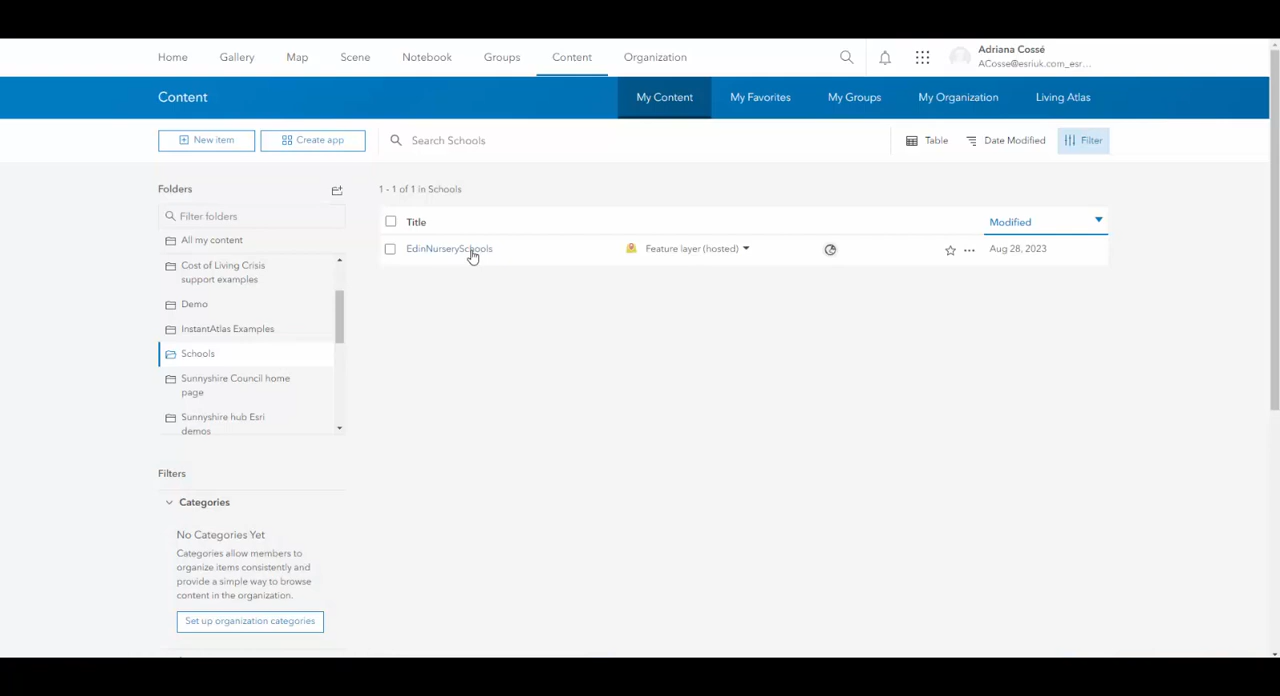 Home Gallery Map Scene Notebook Groups Content Organization
Adriana Cossé
ACosse@esriuk.com_esr...
Content
My Content My Favorites My Groups My Organization Living Atlas
New item Create app Search Schools Table Date Modified Filter
Folders
1 - 1 of 1 in Schools
Filter folders
Title Modified
All my content
EdinNurserySchools Feature layer (hosted) Aug 28, 2023
Cost of Living Crisis
support examples
Demo
InstantAtlas Examples
Schools
Sunnyshire Council home
page
Sunnyshire hub Esri
demos
Filters
Categories
No Categories Yet
Categories allow members to
organize items consistently and
provide a simple way to browse
content in the organization.
Set up organization categories